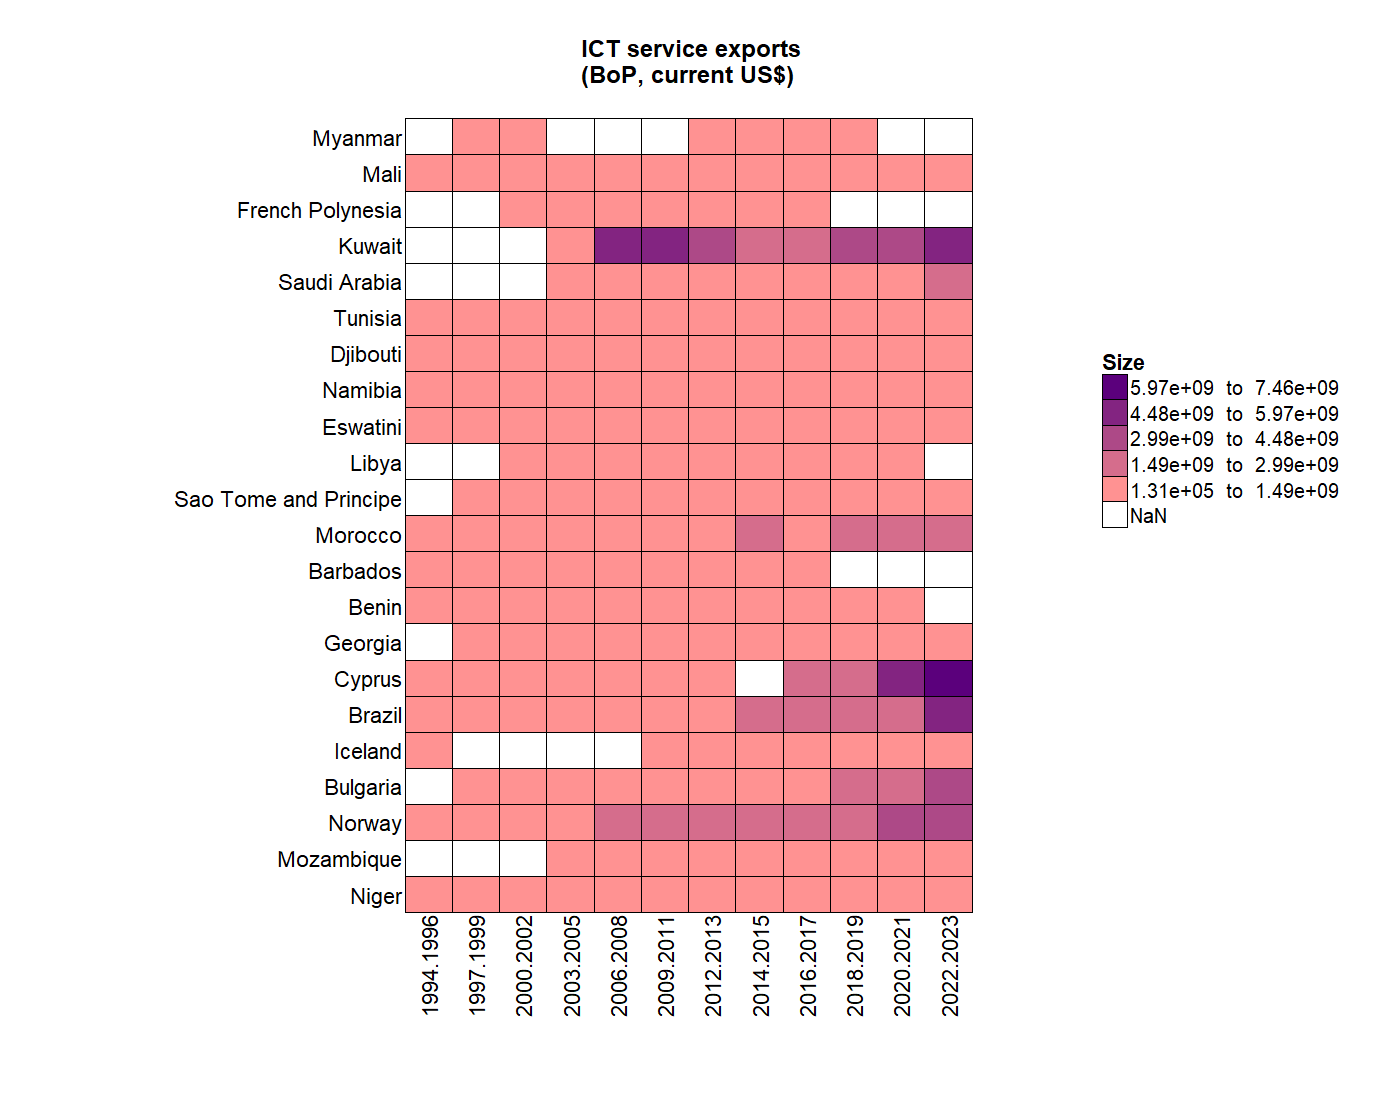 ICT service exports
(BoP, current US$)
Myanmar
Mali
French Polynesia
Kuwait
Saudi Arabia
Tunisia
Djibouti
Namibia
Eswatini
Libya
Sao Tome and Principe
Morocco
Barbados
Benin
Georgia
Cyprus
Brazil
Iceland
Bulgaria
Norway
Mozambique
Niger
1994.1996
1997.1999
2000.2002
2003.2005
2006.2008
2009.2011
2012.2013
2014.2015
2016.2017
2018.2019
2020.2021
2022.2023
Size
5.97e+09 to 7.46e+09
4.48e+09 to 5.97e+09
2.99e+09 to 4.48e+09
1.49e+09 to 2.99e+09
1.31e+05 to 1.49e+09
NaN